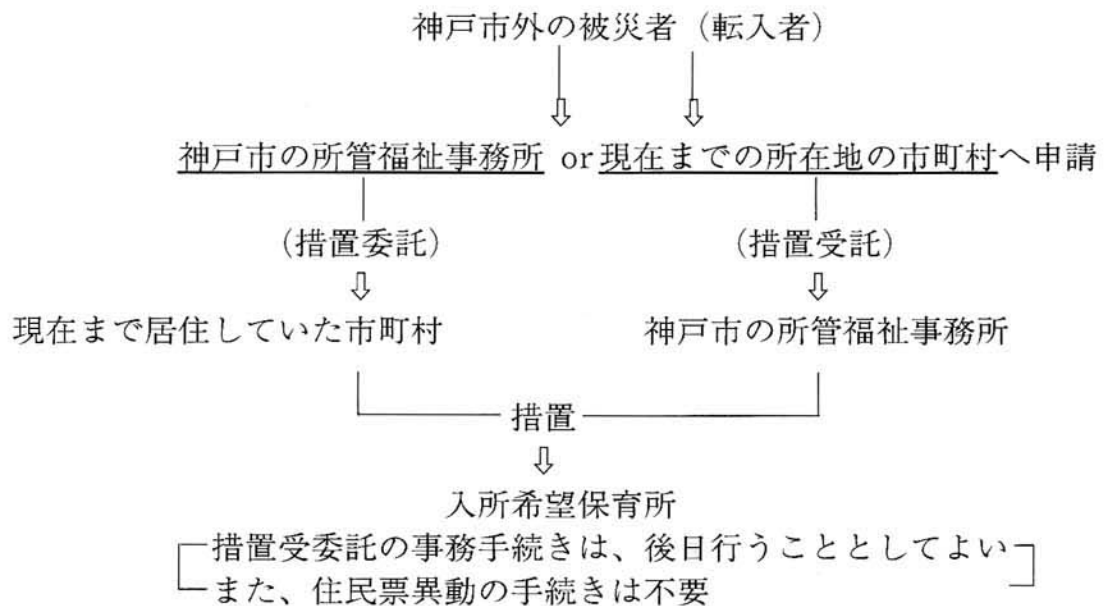 神戸市外の被災者（転入者）
神戸市の所管福祉事務所 or 現在までの所在地の市町村へ申請
（措置委託） （措置受託）
現在まで居住していた市町村 神戸市の所管福祉事務所
措置
入所希望保育所
措置受委託の事務手続きは、後日行うこととしてよい
また、住民票異動の手続きは不要